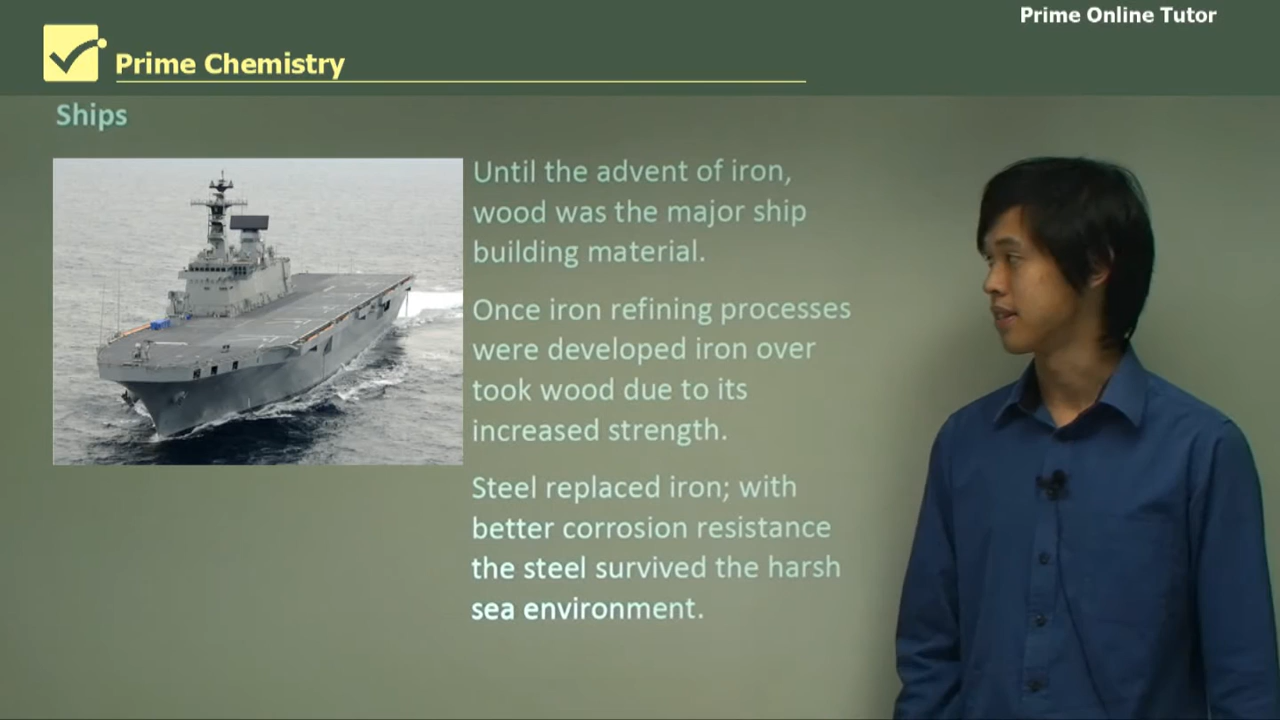 Prime Online Tutor
Prime Chemistry
Ships
Until the advent of iron,
wood was the major ship
building material.
Once iron refining processes
were developed iron over
took wood due to its
increased strength.
Steel replaced iron; with
better corrosion resistance
the steel survived the harsh
sea environment.